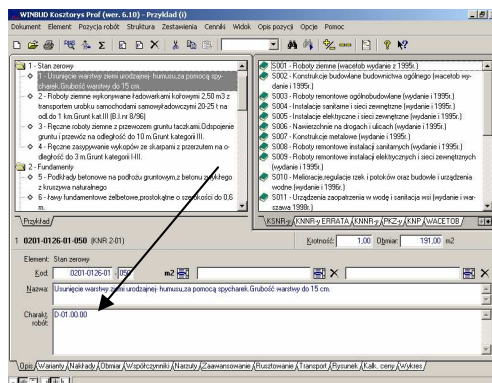 WINBUD Kosztorys Prof (wer. 6.10) - Przykład (i)
Dokument Element Pozycja robót Struktura Zestawienia Cenniki Widok Opis pozycji Opcje Pomoc
1 - Stan zerowy
1 - Usunięcie warstwy ziemi urodzajnej- humusu,za pomocą spy-
charek.Grubość warstwy do 15 cm.
2 - Roboty ziemne wykonywane ładowarkami kołowymi 2,50 m3 z
transportem urobku samochodami samowyładowczymi 20-25 t na
odl.do 1 km.Grunt kat.III (B.I.nr 8/96)
3 - Ręczne roboty ziemne z przewozem gruntu taczkami.Odspojenie
gruntu,i przewóz na odległość do 10 m.Grunt kategorii III.
4 - Ręczne zasypywanie wykopów ze skarpami z przerzutem na o-
dległość do 3 m.Grunt kategorii I-III.
2 - Fundamenty
5 - Podkłady betonowe na podłożu gruntowym,z betonu zwykłego
z kruszywa naturalnego
6 - ławy fundamentowe żelbetowe,prostokątne o szerokości do 0,6
m.
Przykład
S001 - Roboty ziemne (wacetob wydanie z 1995r.)
S002 - Konstrukcje budowlane budownictwa ogólnego (wacetob wy-
danie i 1995r.)
S003 - Roboty remontowe ogólnobudowlane (wydanie i 1995r.)
S004 - Instalacje sanitarne i sieci zewnętrzne (wydanie i 1995r.)
S005 - Instalacje elektryczne i sieci zewnętrzne (wydanie i 1995r.)
S006 - Nawierzchnie na drogach i ulicach (wydanie i 1995r.)
S007 - Konstrukcje metalowe (wydanie i 1995r.)
S008 - Roboty remontowe instalacji sanitarnych (wydanie i 1995r.)
S009 - Roboty remontowe instalacji elektrycznych i sieci zewnętrznych
(wydanie i 1995r.)
S010 - Melioracje,regulacje rzek i potoków oraz budowle i urządzenia
wodne (wydanie i 1996r.)
S011 - Urządzenia zaopatrzenia w wodę i sanitacja wsi (wydanie i war-
szawa 1998r.)
KSNR-y KNNR-y ERRATA KNNR-y PKZ-y KNP WACETOB
1 0201-0126-01-050 (KNR 2-01) Krotność: 1,00 Obmiar: 191,00 m2
Element: Stan zerowy
Kod: 0201-0126-01 - 050 m2
Nazwa: Usunięcie warstwy ziemi urodzajnej- humusu,za pomocą spycharek.Grubość warstwy do 15 cm.
Charakt. D-01.00.00
robót:
Opis Warianty Nakłady Obmiar Współczynniki Narzuty Zaawansowanie Rusztowanie Transport Rysunek Kalk. ceny Wykres